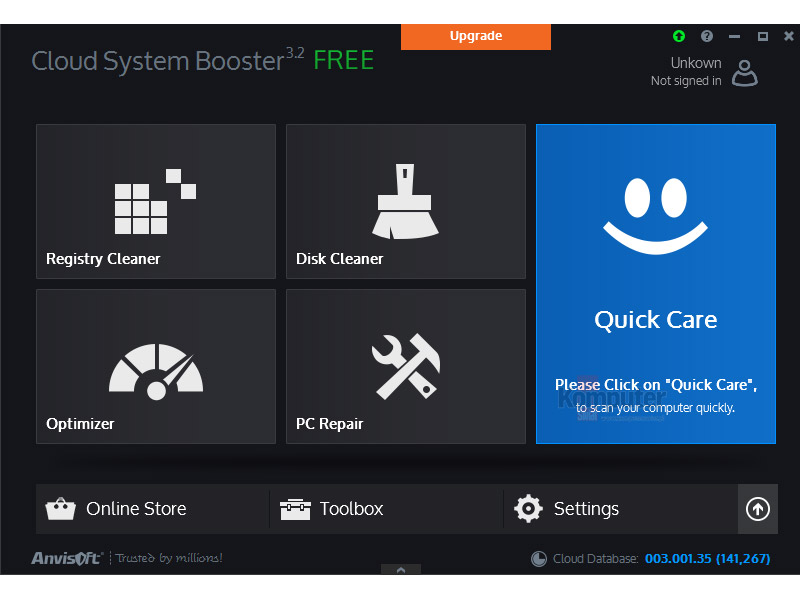 Upgrade
Cloud System Booster 3.2 FREE
Unkown
Not signed in
Registry Cleaner
Disk Cleaner
Quick Care
Please Click on "Quick Care",
to scan your computer quickly.
Komputer
Optimizer
PC Repair
Online Store
Toolbox
Settings
Anvisoft Trusted by millions!
Cloud Database: 003.001.35 (141,267)